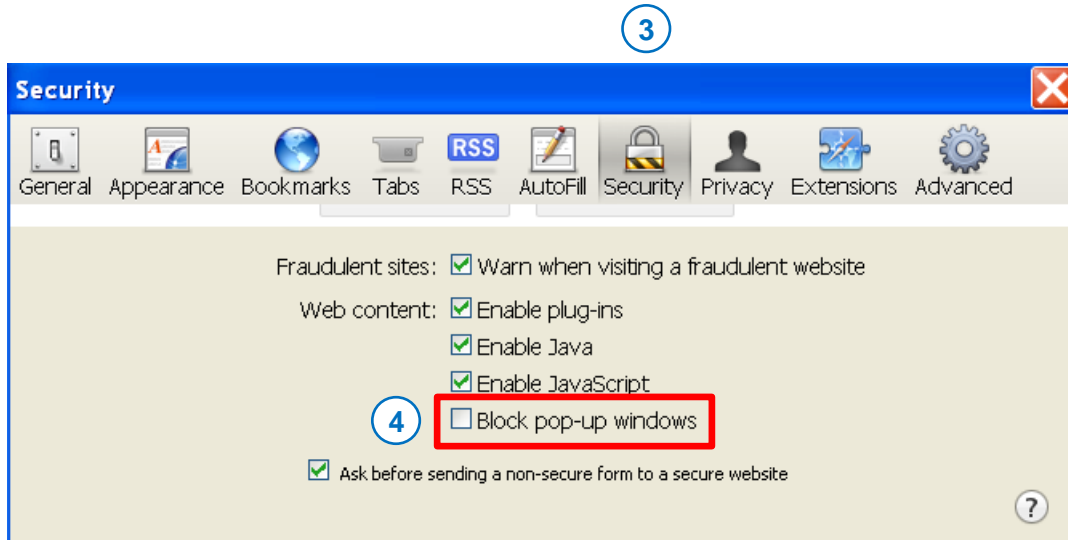 3
Security
RSS
General Appearance Bookmarks Tabs RSS AutoFill Security Privacy Extensions Advanced
Fraudulent sites: Warn when visiting a fraudulent website
Web content: Enable plug-ins
Enable Java
Enable JavaScript
4 Block pop-up windows
Ask before sending a non-secure form to a secure website
?